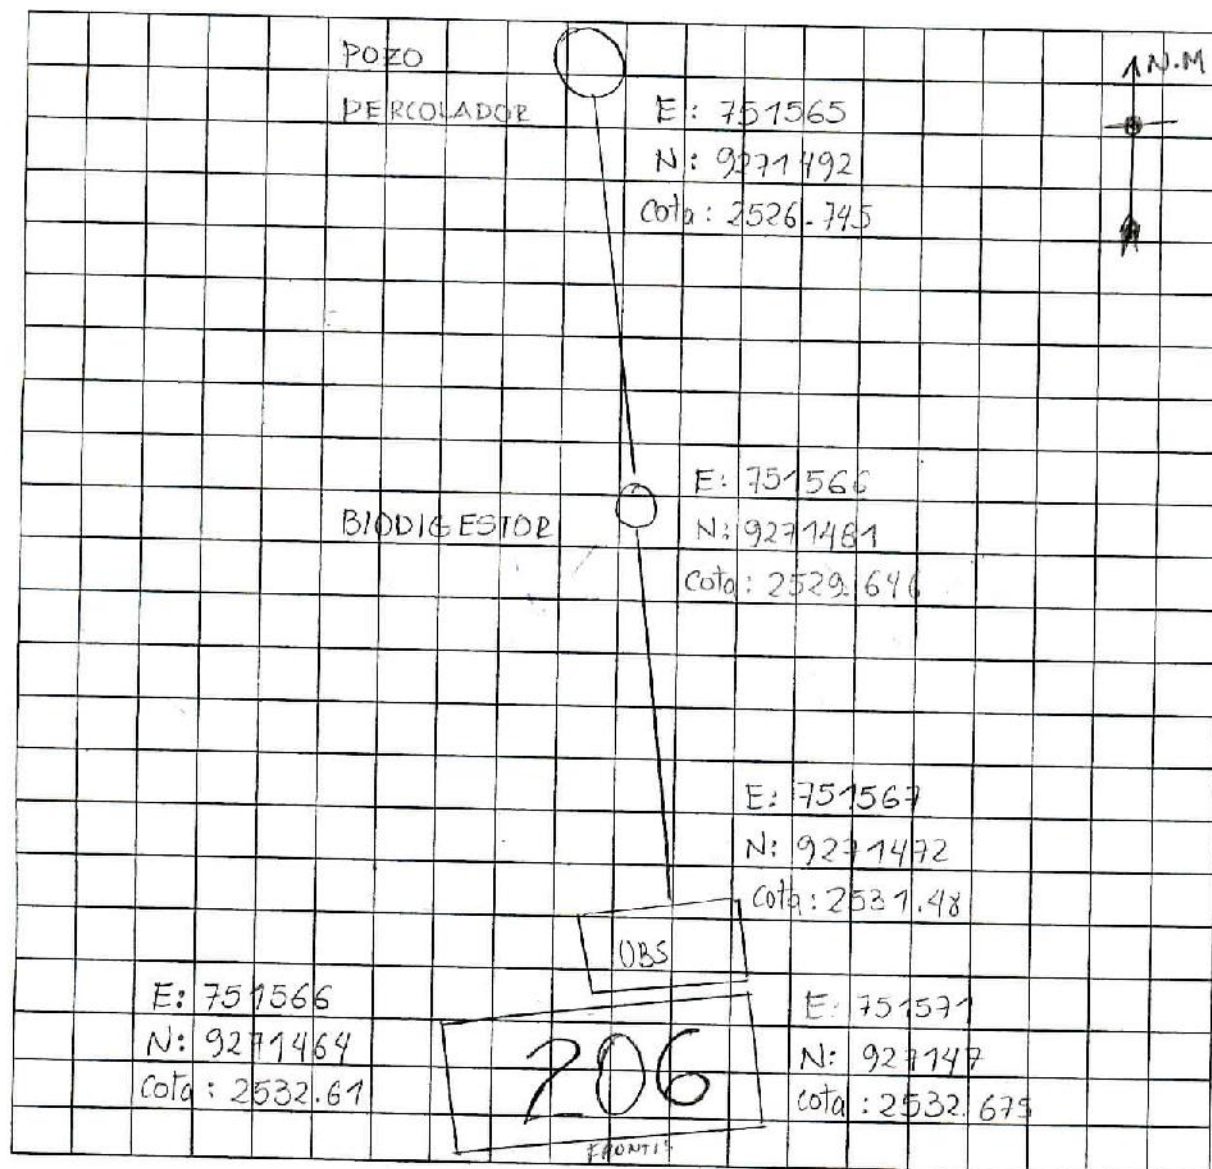 POZO
PERCOLADOR
N.M
E: 751565
N: 9271492
Cota: 2526.745
BIODIGESTOR
E: 751566
N: 9271481
Cota: 2529.646
E: 751567
N: 9271472
Cota: 2531.48
UBS
E: 751566
N: 9271464
Cota: 2532.61
206
FRONTIS
E: 751571
N: 927147
Cota: 2532.675